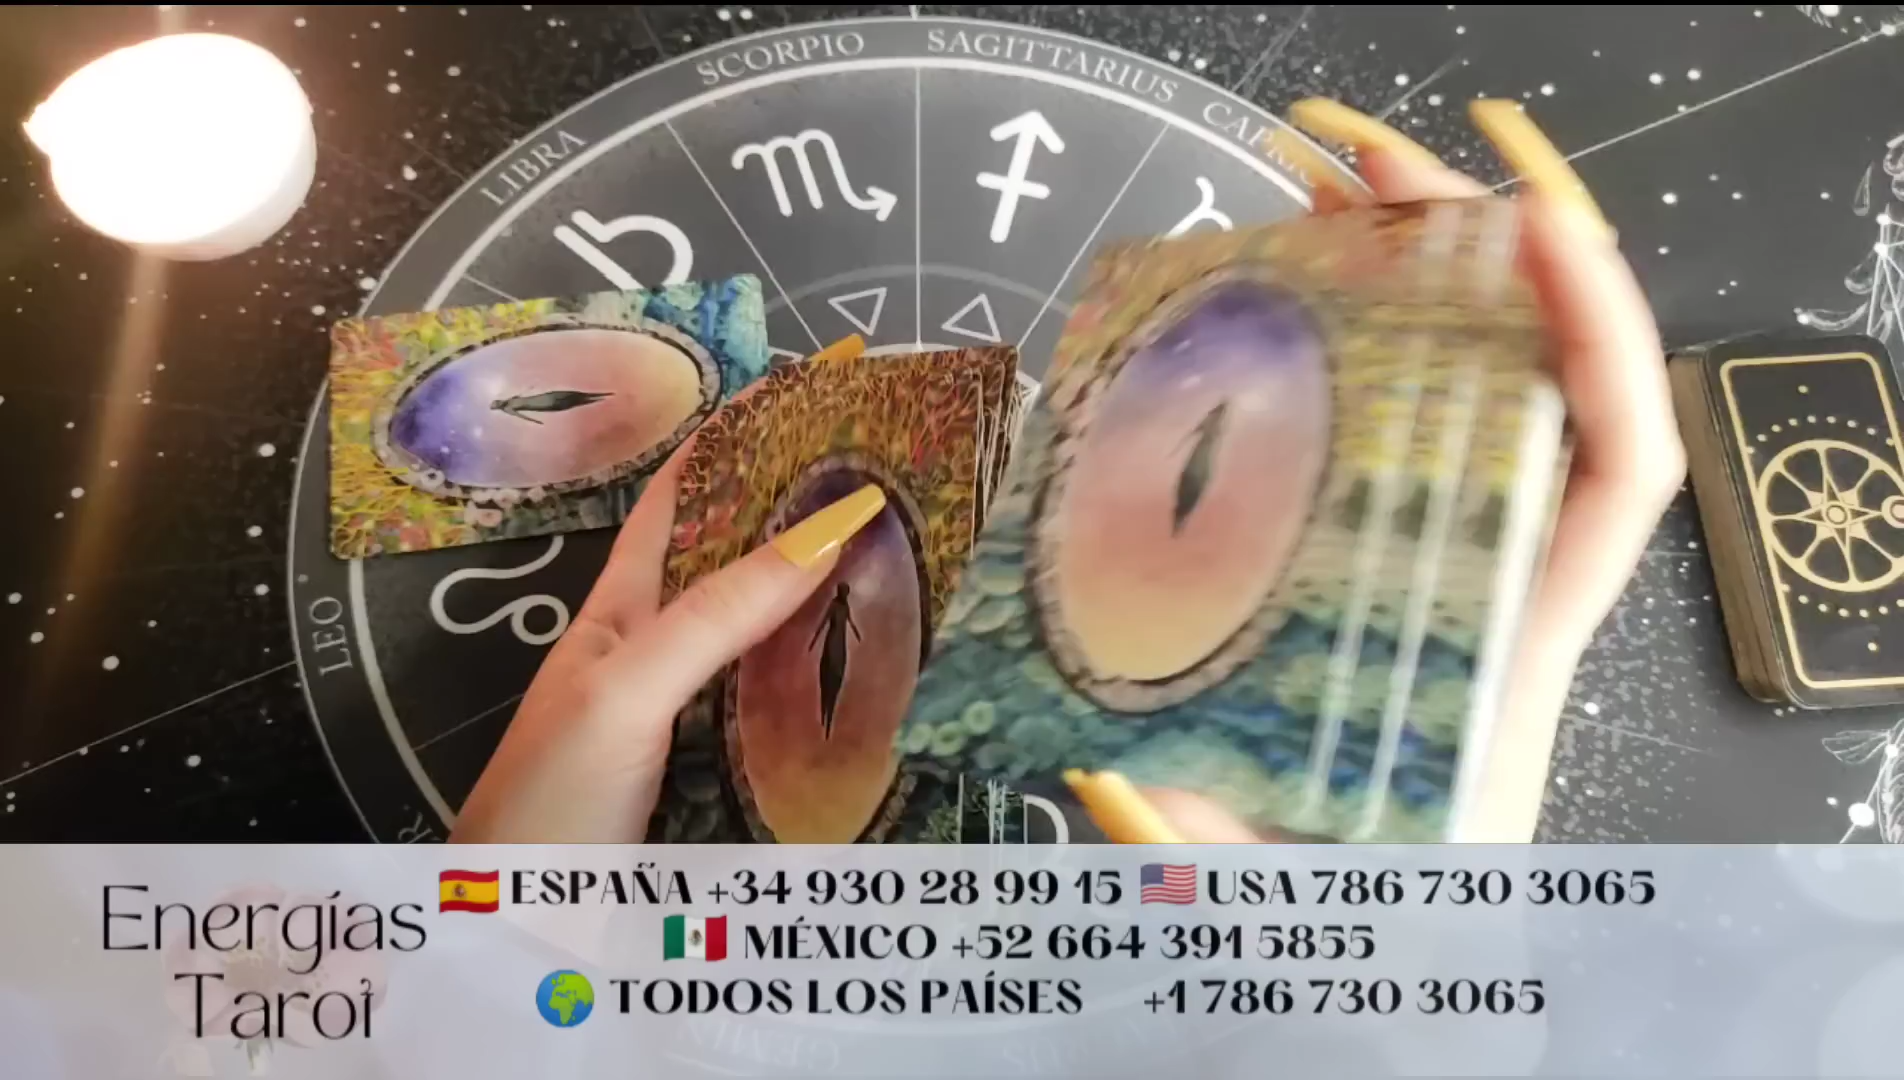 SCORPIO
SAGITTARIUS
LIBRA
LEO
Energías
Tarot
🇪🇸 ESPAÑA +34 930 28 99 15 🇺🇸 USA 786 730 3065
🇲🇽 MÉXICO +52 664 391 5855
🌍 TODOS LOS PAÍSES +1 786 730 3065